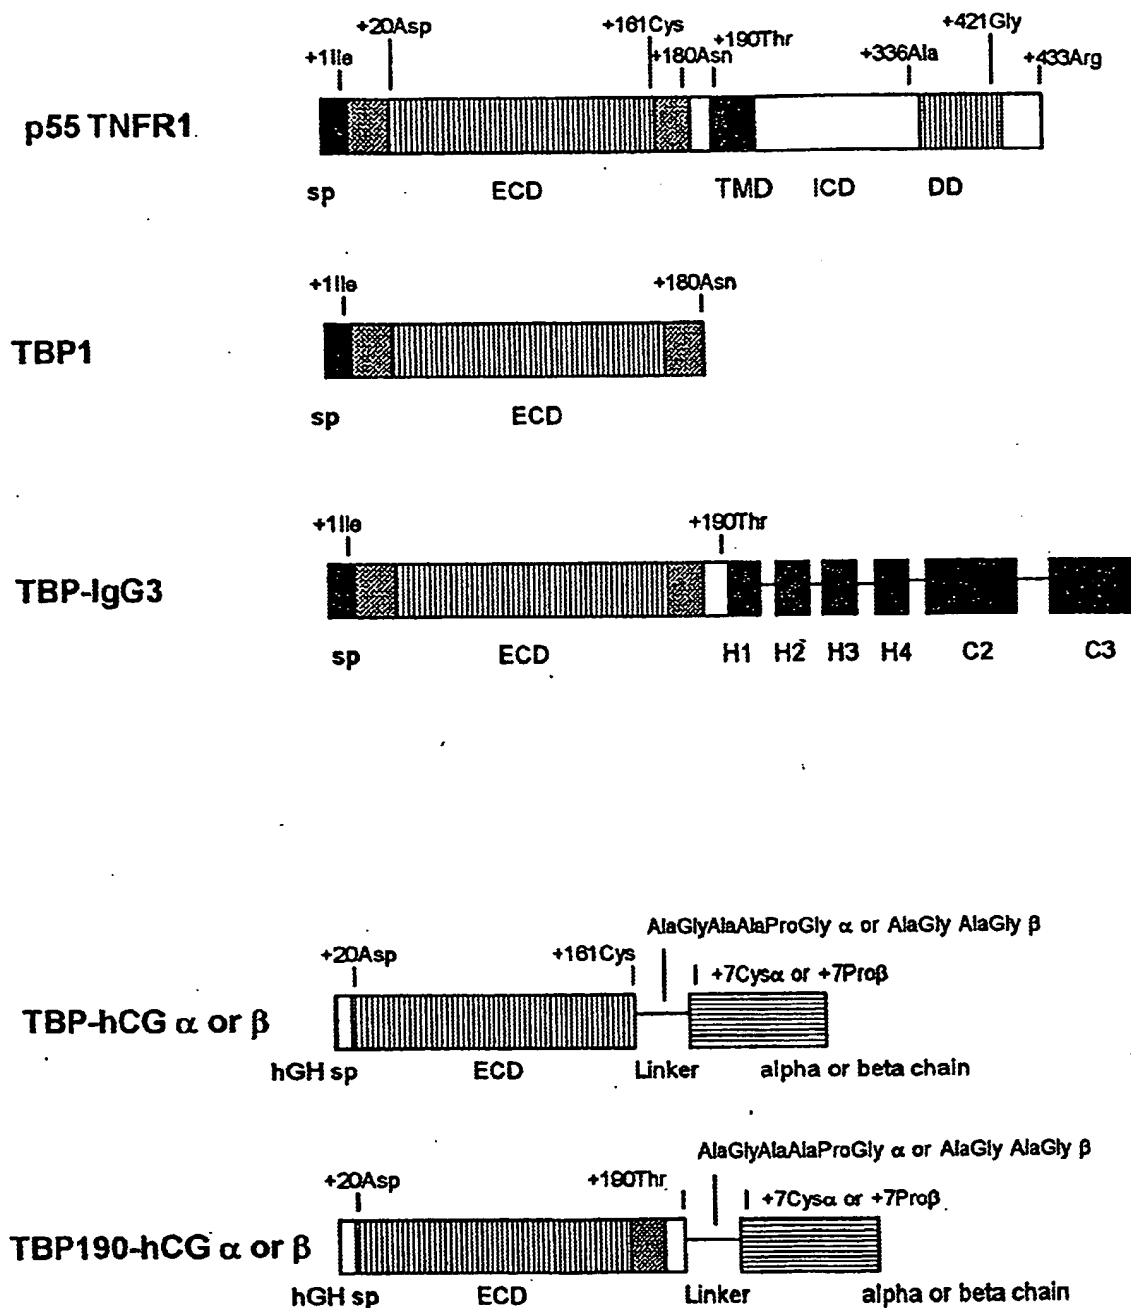 +20Asp +161Cys +190Thr +421Gly
+1Ile +180Asn +336Ala +433Arg
p55 TNFR1
sp ECD TMD ICD DD
+1Ile +180Asn
TBP1
sp ECD
+1Ile +190Thr
TBP-IgG3
sp ECD H1 H2 H3 H4 C2 C3
AlaGlyAlaAlaProGly α or AlaGly AlaGly β
+20Asp +161Cys +7Cysα or +7Proβ
TBP-hCG α or β
hGH sp ECD Linker alpha or beta chain
AlaGlyAlaAlaProGly α or AlaGly AlaGly β
+20Asp +190Thr +7Cysα or +7Proβ
TBP190-hCG α or β
hGH sp ECD Linker alpha or beta chain